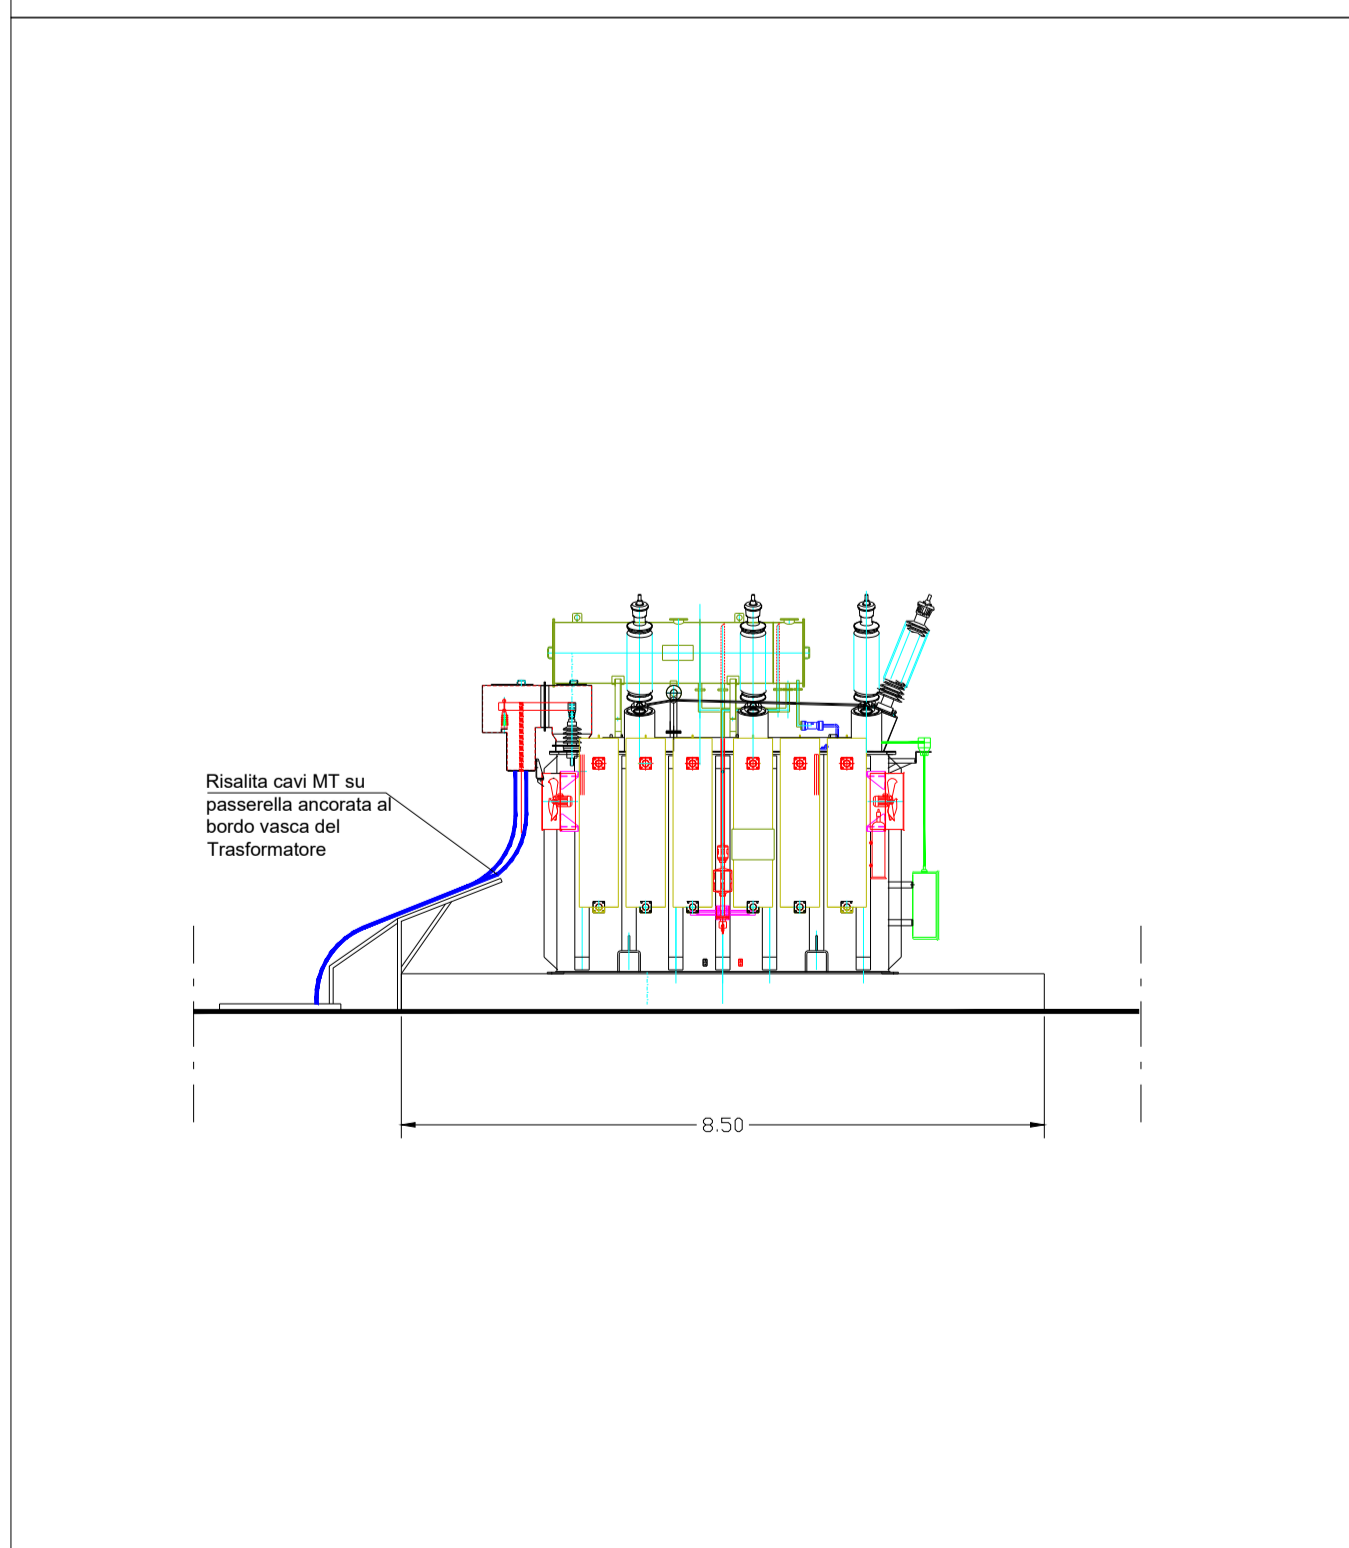 Risalita cavi MT su
passerella ancorata al
bordo vasca del
Trasformatore
8.50